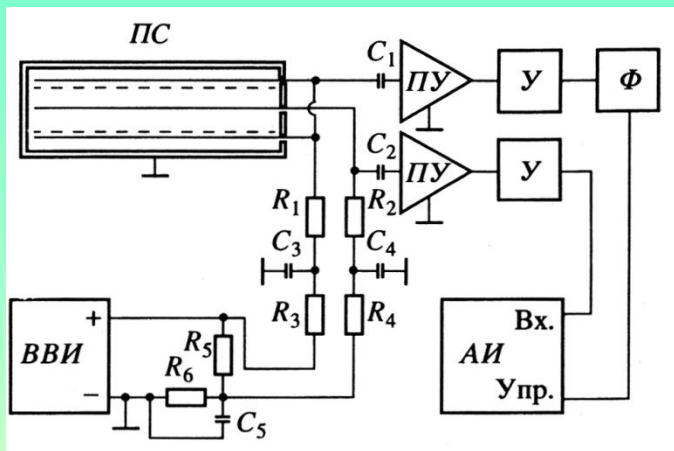 ПС
C₁
ПУ
У
Ф
C₂
ПУ
У
R₁
R₂
C₃
C₄
R₃
R₄
ВВИ
+
−
R₅
R₆
C₅
АИ
Вх.
Упр.